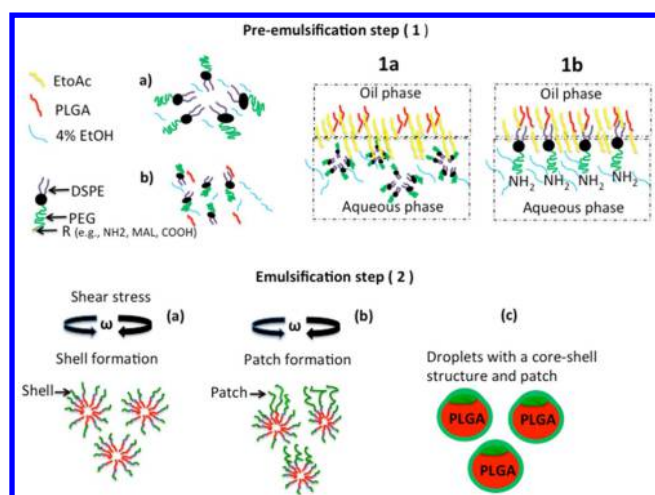 Pre-emulsification step ( 1 )
EtoAc
PLGA
4% EtOH
a)
b)
DSPE
PEG
R (e.g., NH2, MAL, COOH)
1a
Oil phase
Aqueous phase
1b
Oil phase
NH2 NH2 NH2 NH2
Aqueous phase
Emulsification step ( 2 )
Shear stress
ω
(a)
Shell formation
Shell
ω
(b)
Patch formation
Patch
(c)
Droplets with a core-shell
structure and patch
PLGA
PLGA
PLGA